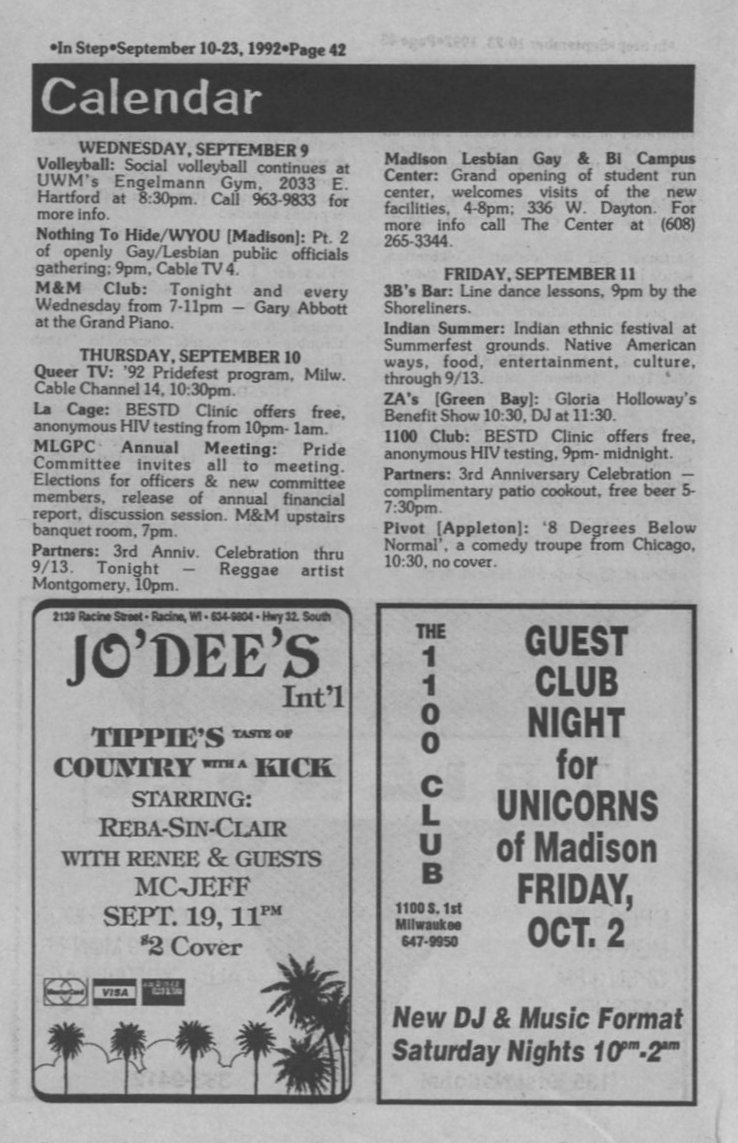 •In Step•September 10-23, 1992•Page 42
Calendar
WEDNESDAY, SEPTEMBER 9
Volleyball: Social volleyball continues at
UWM's Engelmann Gym, 2033 E.
Hartford at 8:30pm. Call 963-9833 for
more info.
Nothing To Hide/WYOU [Madison]: Pt. 2
of openly Gay/Lesbian public officials
gathering; 9pm, Cable TV 4.
M&M Club: Tonight and every
Wednesday from 7-11pm — Gary Abbott
at the Grand Piano.
THURSDAY, SEPTEMBER 10
Queer TV: '92 Pridefest program, Milw.
Cable Channel 14, 10:30pm.
La Cage: BESTD Clinic offers free,
anonymous HIV testing from 10pm- 1am.
MLGPC Annual Meeting: Pride
Committee invites all to meeting.
Elections for officers & new committee
members, release of annual financial
report, discussion session. M&M upstairs
banquet room, 7pm.
Partners: 3rd Anniv. Celebration thru
9/13. Tonight — Reggae artist
Montgomery, 10pm.
Madison Lesbian Gay & Bi Campus
Center: Grand opening of student run
center, welcomes visits of the new
facilities, 4-8pm; 336 W. Dayton. For
more info call The Center at (608)
265-3344.
FRIDAY, SEPTEMBER 11
3B's Bar: Line dance lessons, 9pm by the
Shoreliners.
Indian Summer: Indian ethnic festival at
Summerfest grounds. Native American
ways, food, entertainment, culture,
through 9/13.
ZA's [Green Bay]: Gloria Holloway's
Benefit Show 10:30, DJ at 11:30.
1100 Club: BESTD Clinic offers free,
anonymous HIV testing, 9pm- midnight.
Partners: 3rd Anniversary Celebration —
complimentary patio cookout, free beer 5-
7:30pm.
Pivot [Appleton]: '8 Degrees Below
Normal', a comedy troupe from Chicago,
10:30, no cover.
2139 Racine Street • Racine, WI • 634-9804 • Hwy 32. South
JO'DEE'S
Int'l
TIPPIE'S TASTE OF
COUNTRY WITH A KICK
STARRING:
REBA-SIN-CLAIR
WITH RENEE & GUESTS
MC-JEFF
SEPT. 19, 11PM
$2 Cover
MasterCard
VISA
THE
1100 CLUB
1100 S. 1st
Milwaukee
647-9950
GUEST
CLUB
NIGHT
for
UNICORNS
of Madison
FRIDAY,
OCT. 2
New DJ & Music Format
Saturday Nights 10pm-2am